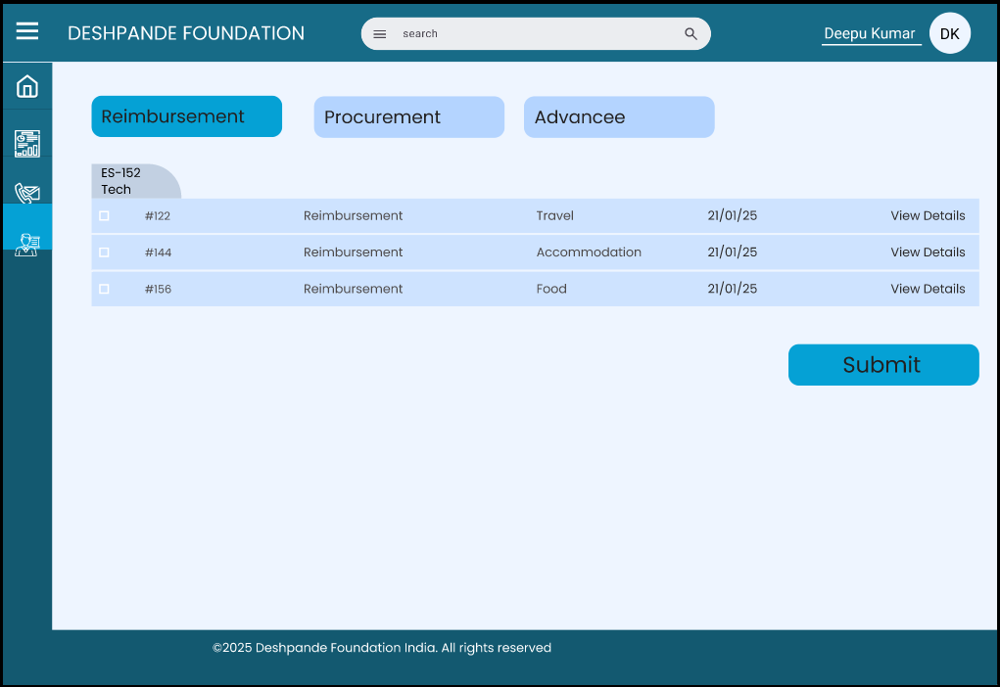 DESHPANDE FOUNDATION
search
Deepu Kumar
DK
Reimbursement
Procurement
Advancee
ES-152
Tech
#122 Reimbursement Travel 21/01/25 View Details
#144 Reimbursement Accommodation 21/01/25 View Details
#156 Reimbursement Food 21/01/25 View Details
Submit
©2025 Deshpande Foundation India. All rights reserved